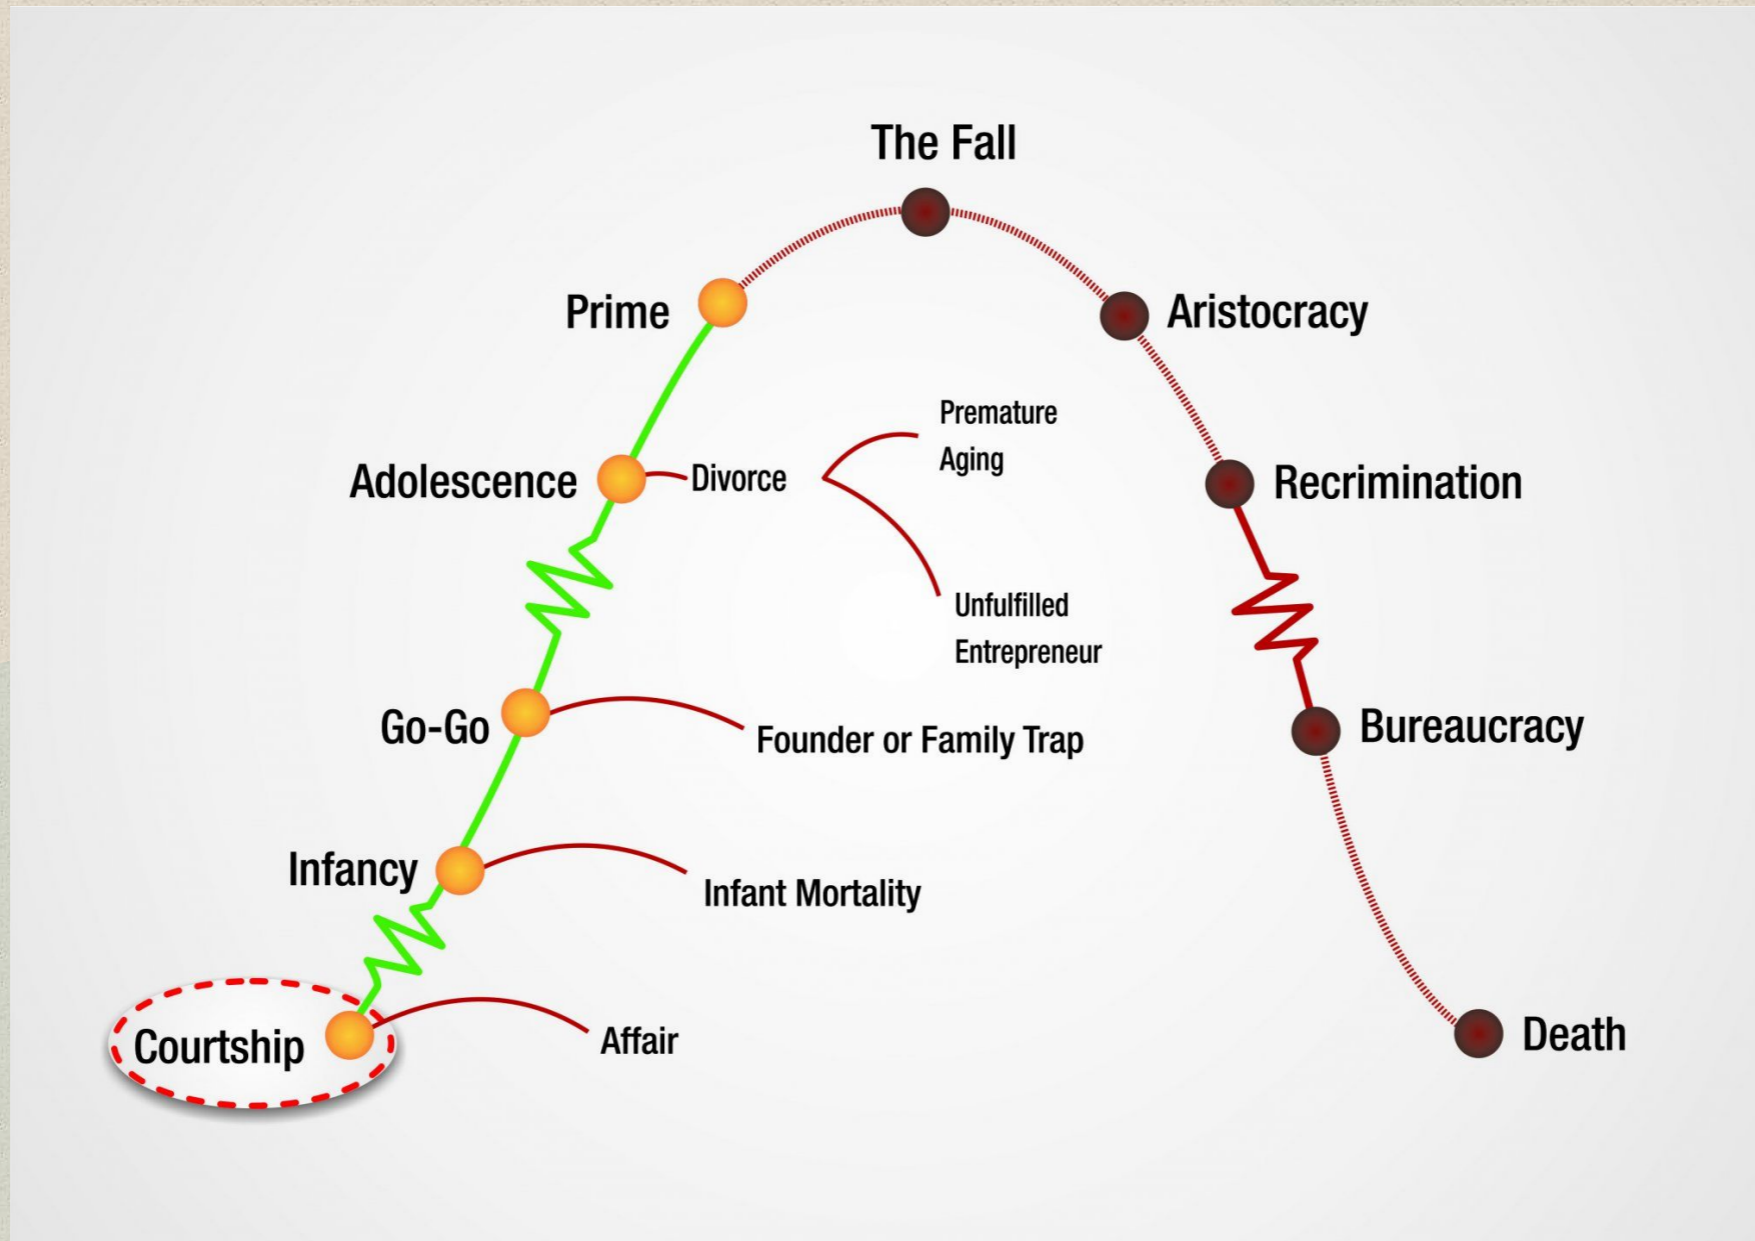 The Fall
Prime
Aristocracy
Premature
Aging
Adolescence
Divorce
Recrimination
Unfulfilled
Entrepreneur
Go-Go
Founder or Family Trap
Bureaucracy
Infancy
Infant Mortality
Courtship
Affair
Death